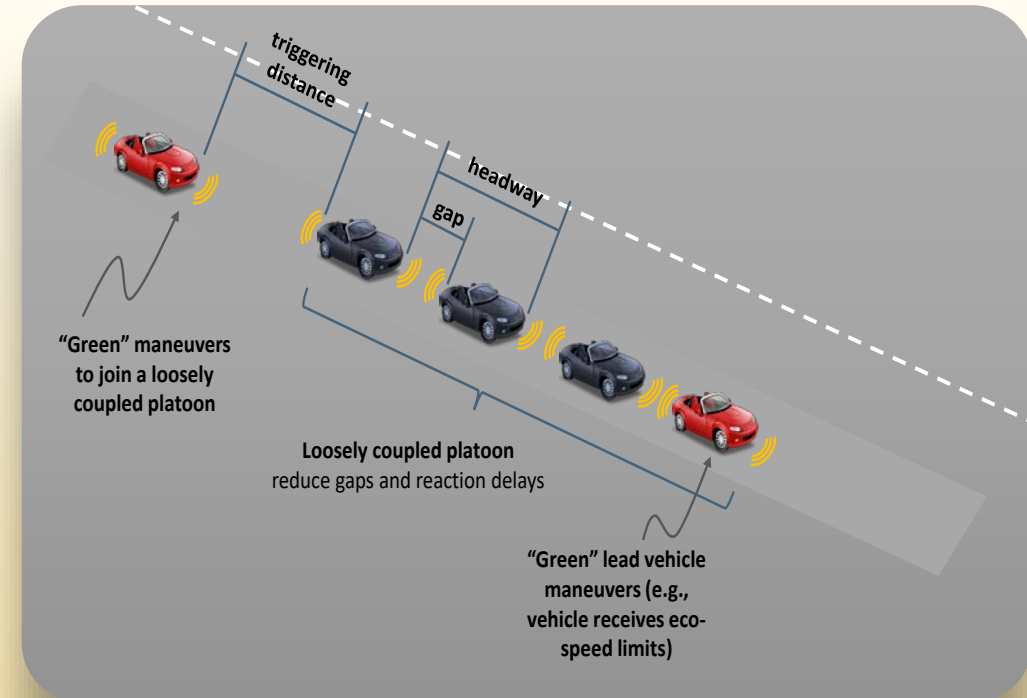 triggering
distance
headway
gap
“Green” maneuvers
to join a loosely
coupled platoon
Loosely coupled platoon
reduce gaps and reaction delays
“Green” lead vehicle
maneuvers (e.g.,
vehicle receives eco-
speed limits)